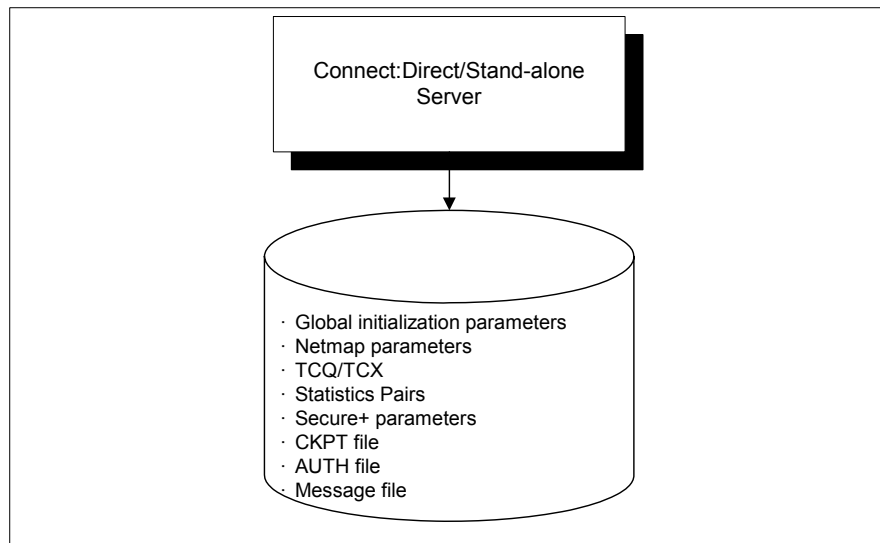 Connect:Direct/Stand-alone
Server
· Global initialization parameters
· Netmap parameters
· TCQ/TCX
· Statistics Pairs
· Secure+ parameters
· CKPT file
· AUTH file
· Message file